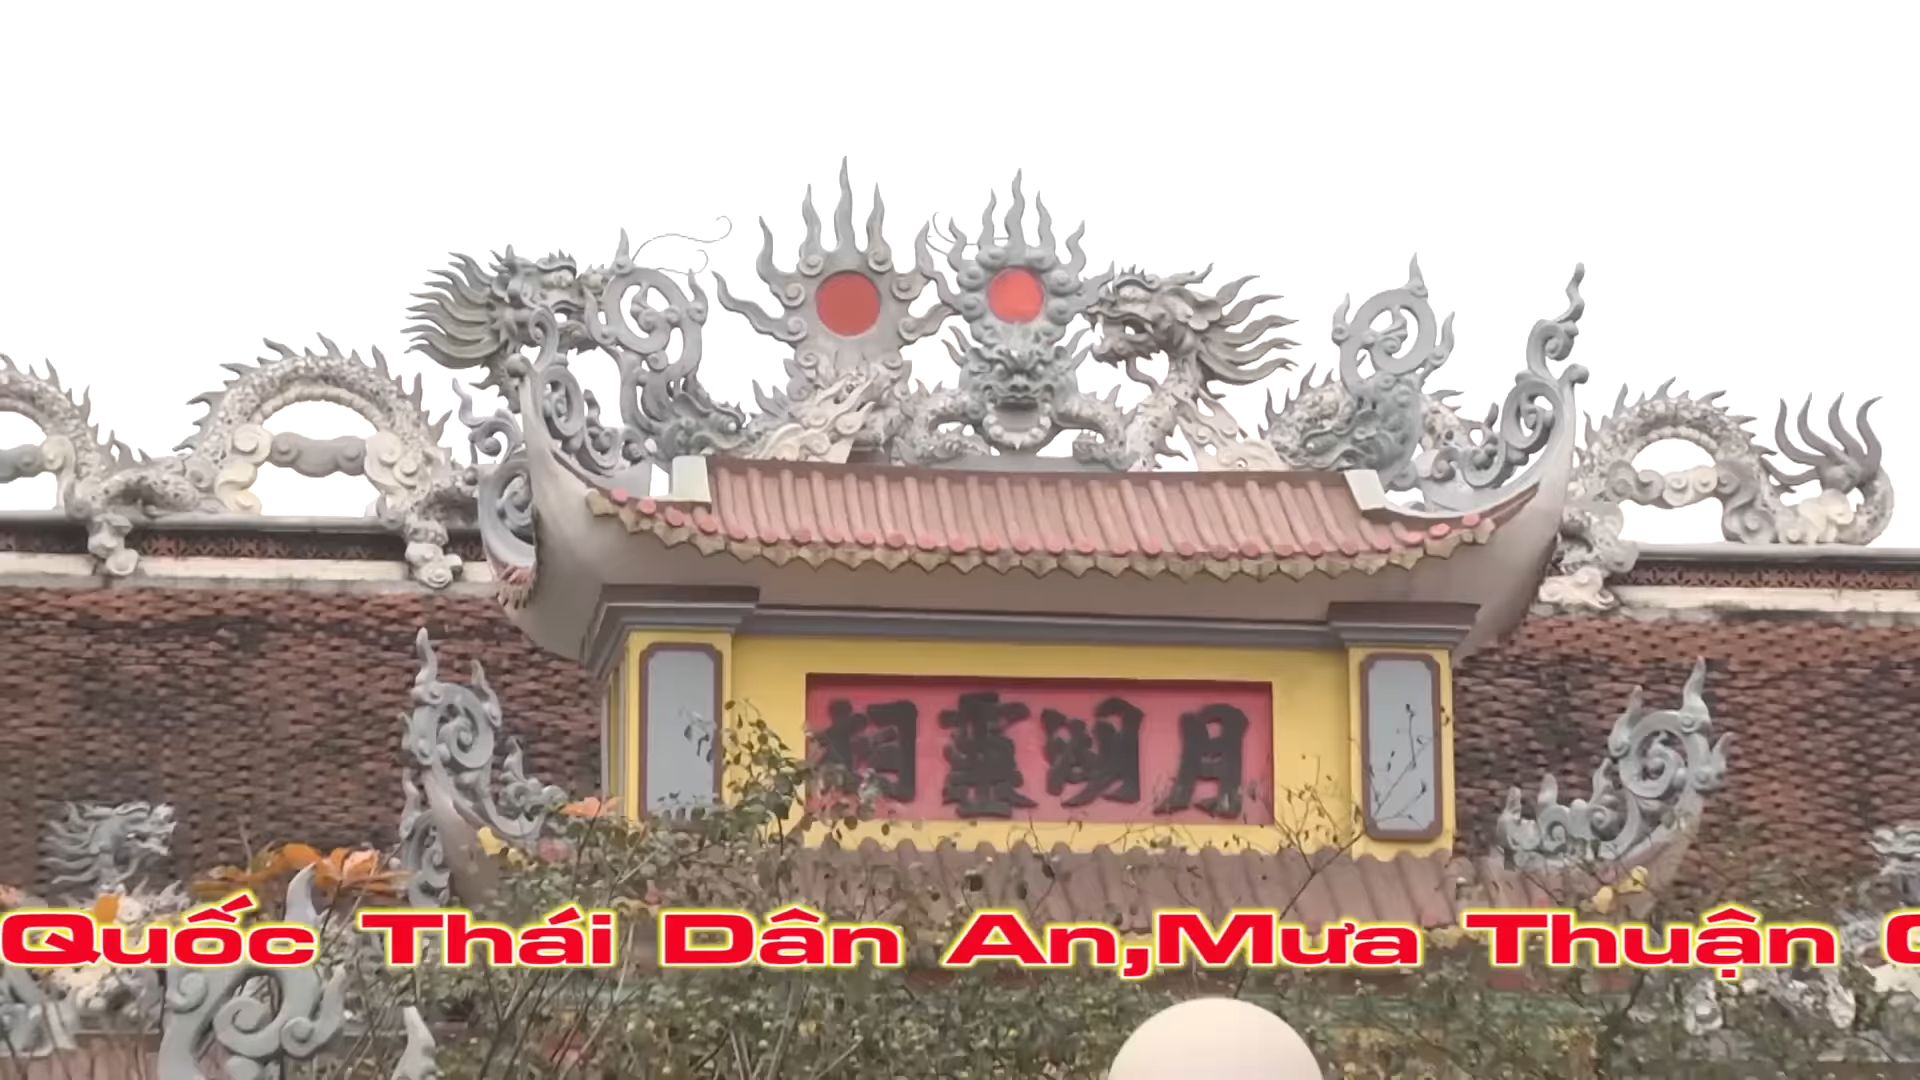 月湖靈祠
Quốc Thái Dân An,Mưa Thuận